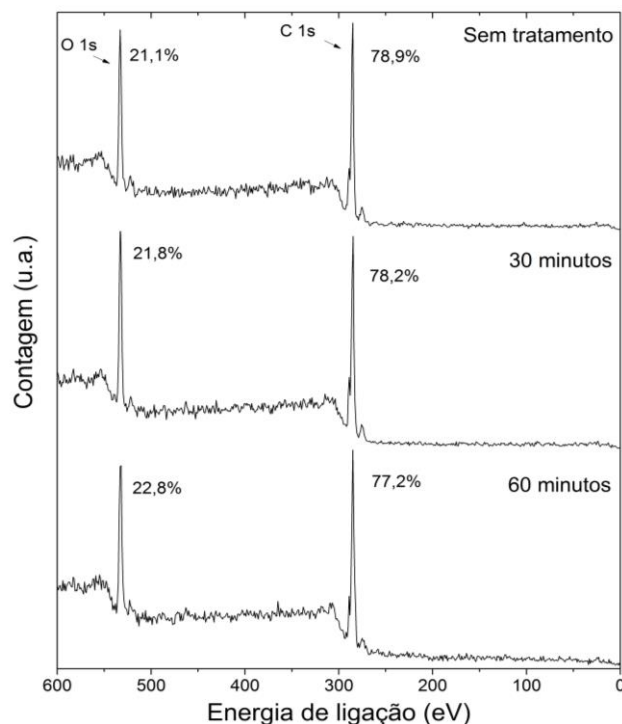 Sem tratamento
O 1s
21,1%
C 1s
78,9%
30 minutos
21,8%
78,2%
60 minutos
22,8%
77,2%
Contagem (u.a.)
600
500
400
300
200
100
0
Energia de ligação (eV)